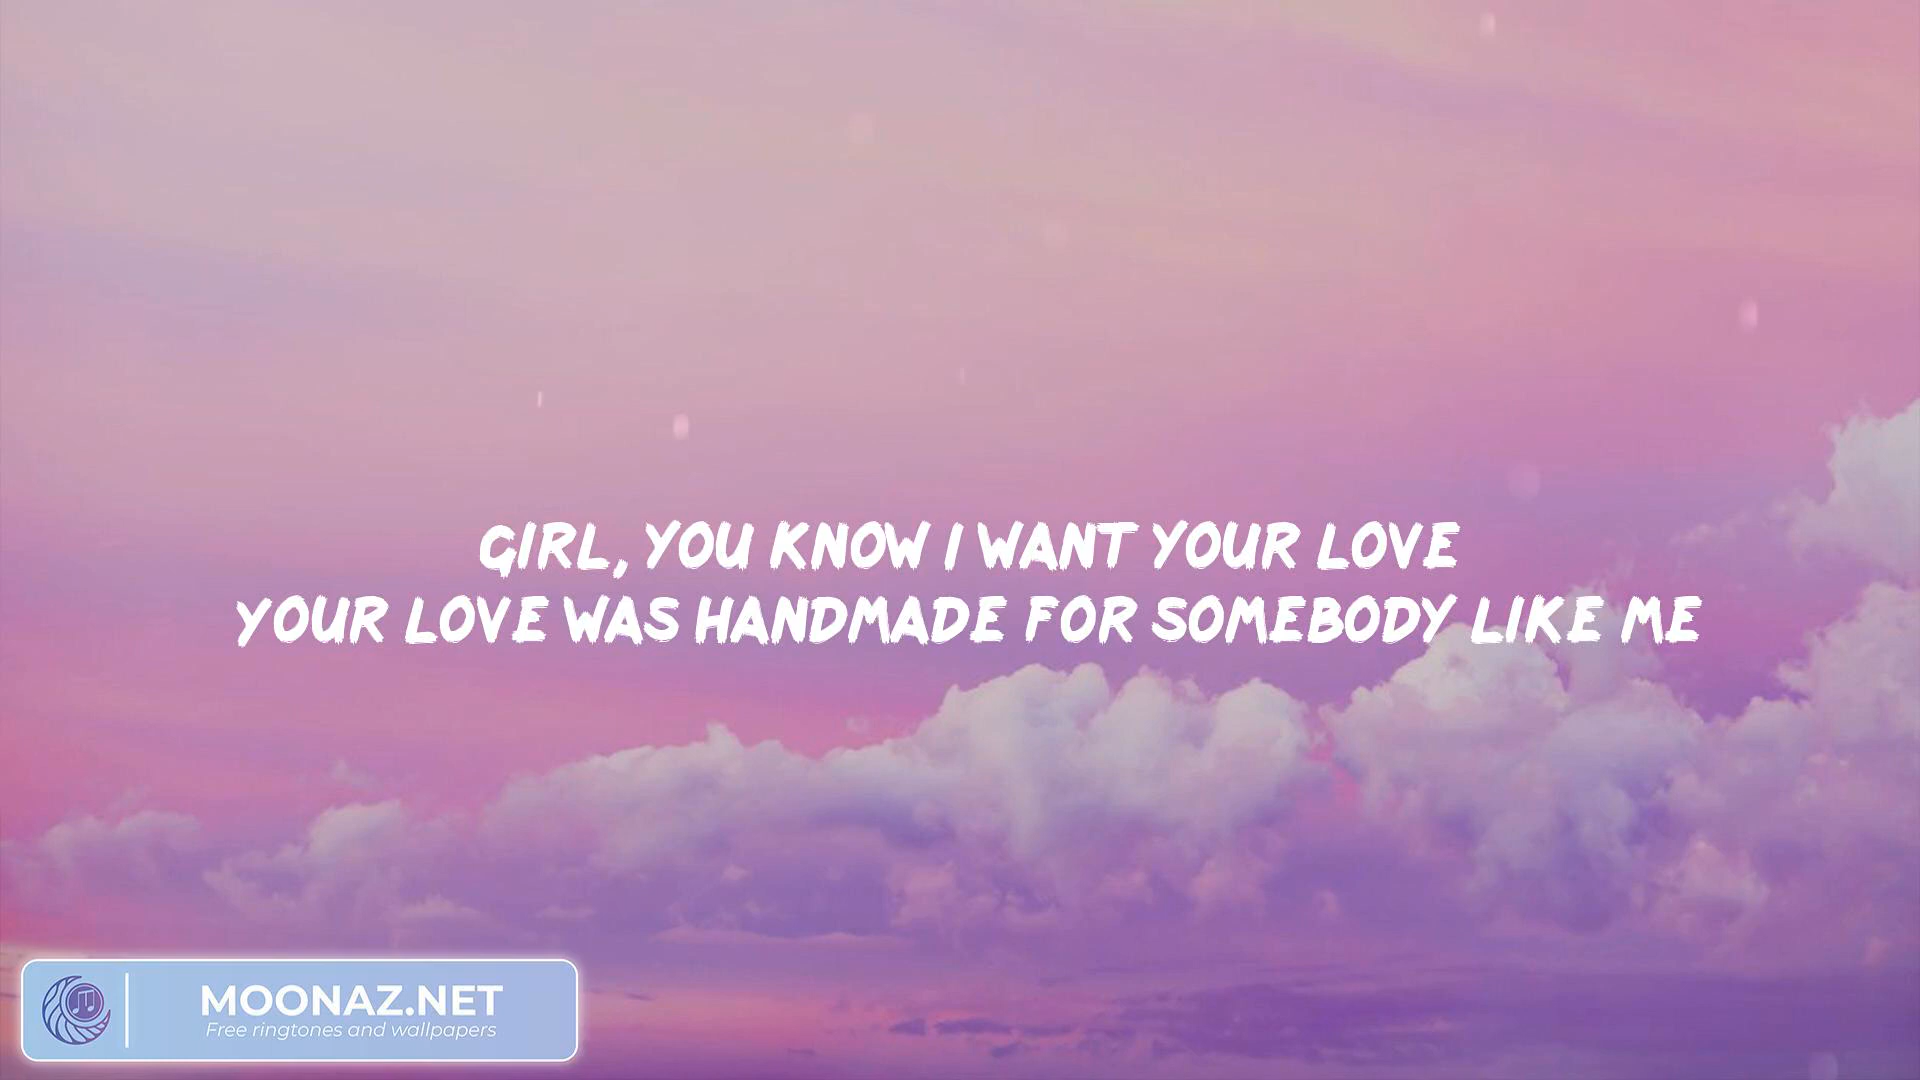 GIRL, YOU KNOW I WANT YOUR LOVE
YOUR LOVE WAS HANDMADE FOR SOMEBODY LIKE ME
MOONAZ.NET
Free ringtones and wallpapers